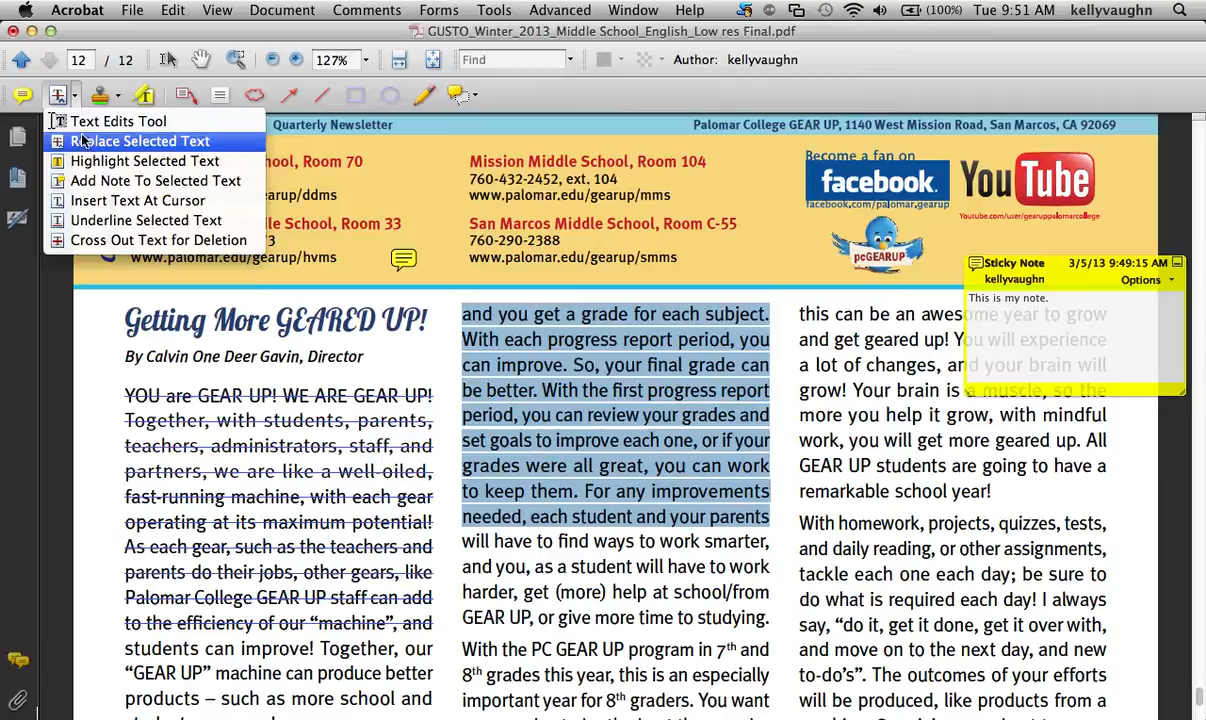 Acrobat File Edit View Document Comments Forms Tools Advanced Window Help (100%) Tue 9:51 AM kellyvaughn
GUSTO_Winter_2013_Middle School_English_Low res Final.pdf
12 / 12 127% Find Author: kellyvaughn
Text Edits Tool
Replace Selected Text
Highlight Selected Text
Add Note To Selected Text
Insert Text At Cursor
Underline Selected Text
Cross Out Text for Deletion
Quarterly Newsletter
Palomar College GEAR UP, 1140 West Mission Road, San Marcos, CA 92069
hool, Room 70
/ddms
le School, Room 33
3
www.palomar.edu/gearup/hvms
Mission Middle School, Room 104
760-432-2452, ext. 104
www.palomar.edu/gearup/mms
San Marcos Middle School, Room C-55
760-290-2388
www.palomar.edu/gearup/smms
Become a fan on
facebook
facebook.com/palomar.gearup
YouTube
Youtube.com/user/gearuppalomarcollege
pcGEARUP
Sticky Note 3/5/13 9:49:15 AM
kellyvaughn Options
This is my note.
Getting More GEARED UP!
By Calvin One Deer Gavin, Director
YOU are GEAR UP! WE ARE GEAR UP!
Together, with students, parents,
teachers, administrators, staff, and
partners, we are like a well-oiled,
fast-running machine, with each gear
operating at its maximum potential!
As each gear, such as the teachers and
parents do their jobs, other gears, like
Palomar College GEAR UP staff can add
to the efficiency of our “machine”, and
students can improve! Together, our
“GEAR UP” machine can produce better
products – such as more school and
and you get a grade for each subject.
With each progress report period, you
can improve. So, your final grade can
be better. With the first progress report
period, you can review your grades and
set goals to improve each one, or if your
grades were all great, you can work
to keep them. For any improvements
needed, each student and your parents
will have to find ways to work smarter,
and you, as a student will have to work
harder, get (more) help at school/from
GEAR UP, or give more time to studying.
With the PC GEAR UP program in 7th and
8th grades this year, this is an especially
important year for 8th graders. You want
this can be an awesome year to grow
and get geared up! You will experience
a lot of changes, and your brain will
grow! Your brain is a muscle, so the
more you help it grow, with mindful
work, you will get more geared up. All
GEAR UP students are going to have a
remarkable school year!
With homework, projects, quizzes, tests,
and daily reading, or other assignments,
tackle each one each day; be sure to
do what is required each day! I always
say, “do it, get it done, get it over with,
and move on to the next day, and new
to-do’s”. The outcomes of your efforts
will be produced, like products from a